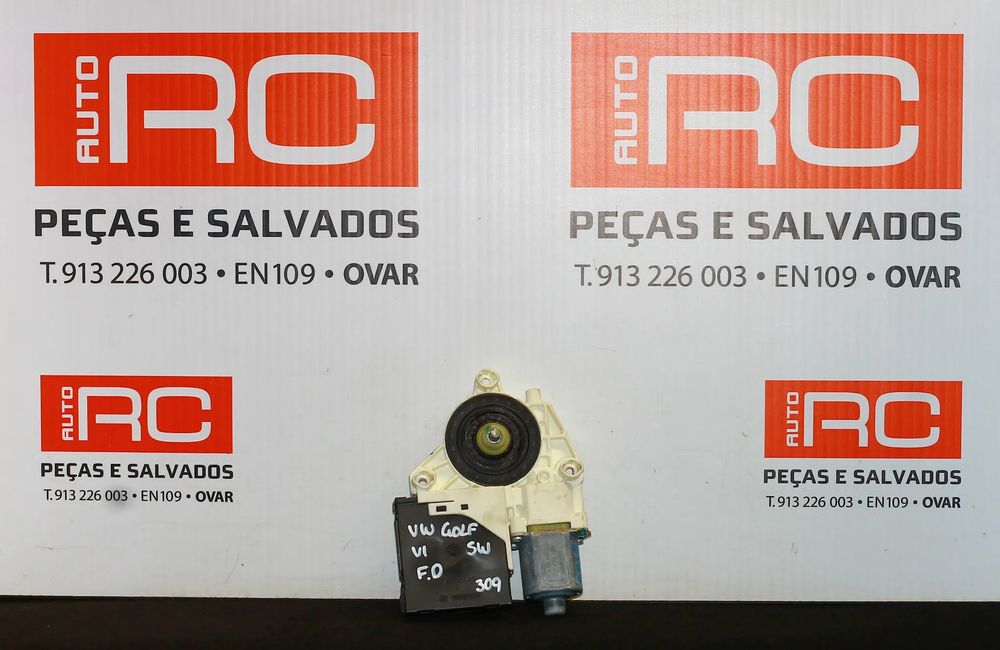 AUTO RC
PEÇAS E SALVADOS
T. 913 226 003 • EN109 • OVAR
AUTO RC
PEÇAS E SALVADOS
T. 913 226 003 • EN109 • OVAR
AUTO RC
PEÇAS E SALVADOS
T. 913 226 003 • EN109 • OVAR
AUTO RC
PEÇAS E SALVADOS
T. 913 226 003 • EN109 • OVAR
VW GOLF
VI SW
F.D
309